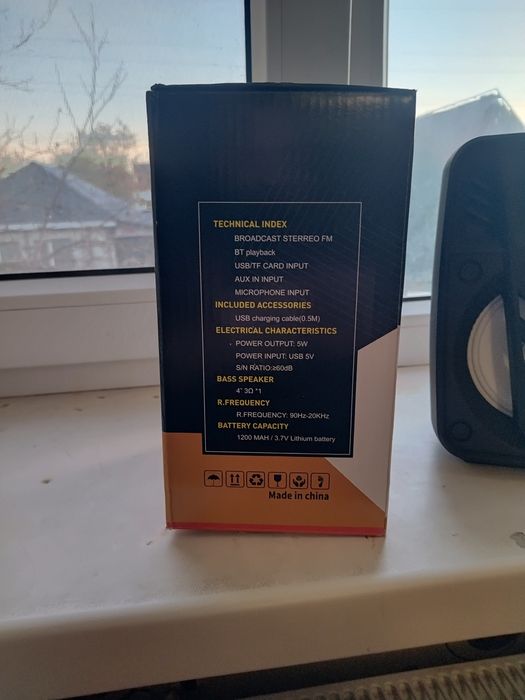 TECHNICAL INDEX
BROADCAST STERREO FM
BT playback
USB/TF CARD INPUT
AUX IN INPUT
MICROPHONE INPUT
INCLUDED ACCESSORIES
USB charging cable(0.5M)
ELECTRICAL CHARACTERISTICS
POWER OUTPUT: 5W
POWER INPUT: USB 5V
S/N RATIO:≥60dB
BASS SPEAKER
4" 3Ω *1
R.FREQUENCY
R.FREQUENCY: 90Hz-20KHz
BATTERY CAPACITY
1200 MAH / 3.7V Lithium battery
Made in china